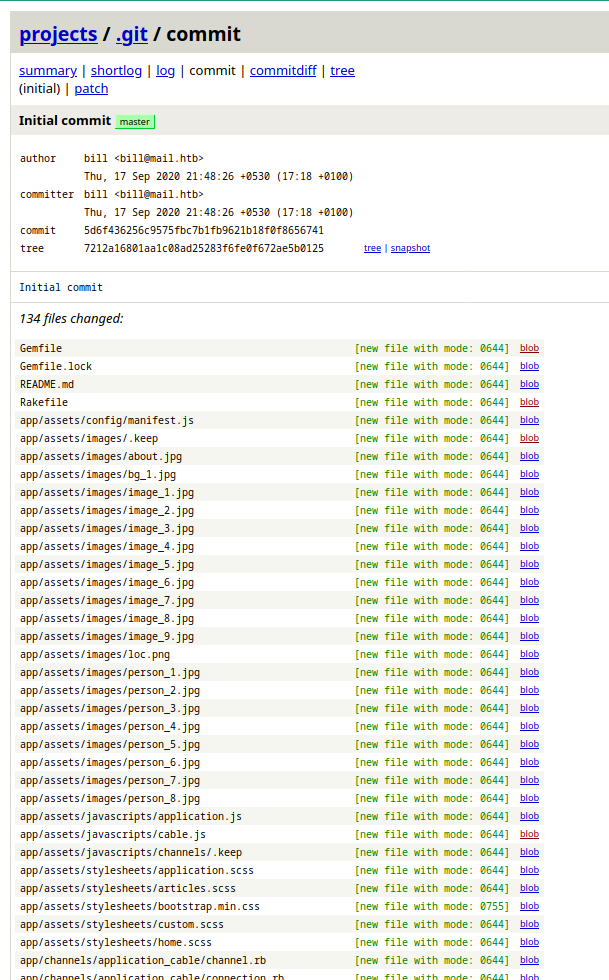 projects / .git / commit
summary | shortlog | log | commit | commitdiff | tree
(initial) | patch
Initial commit master
author bill <bill@mail.htb>
Thu, 17 Sep 2020 21:48:26 +0530 (17:18 +0100)
committer bill <bill@mail.htb>
Thu, 17 Sep 2020 21:48:26 +0530 (17:18 +0100)
commit 5d6f436256c9575fbc7b1fb9621b18f0f8656741
tree 7212a16801aa1c08ad25283f6fe0f672ae5b0125 tree | snapshot
Initial commit
134 files changed:
Gemfile [new file with mode: 0644] blob
Gemfile.lock [new file with mode: 0644] blob
README.md [new file with mode: 0644] blob
Rakefile [new file with mode: 0644] blob
app/assets/config/manifest.js [new file with mode: 0644] blob
app/assets/images/.keep [new file with mode: 0644] blob
app/assets/images/about.jpg [new file with mode: 0644] blob
app/assets/images/bg_1.jpg [new file with mode: 0644] blob
app/assets/images/image_1.jpg [new file with mode: 0644] blob
app/assets/images/image_2.jpg [new file with mode: 0644] blob
app/assets/images/image_3.jpg [new file with mode: 0644] blob
app/assets/images/image_4.jpg [new file with mode: 0644] blob
app/assets/images/image_5.jpg [new file with mode: 0644] blob
app/assets/images/image_6.jpg [new file with mode: 0644] blob
app/assets/images/image_7.jpg [new file with mode: 0644] blob
app/assets/images/image_8.jpg [new file with mode: 0644] blob
app/assets/images/image_9.jpg [new file with mode: 0644] blob
app/assets/images/loc.png [new file with mode: 0644] blob
app/assets/images/person_1.jpg [new file with mode: 0644] blob
app/assets/images/person_2.jpg [new file with mode: 0644] blob
app/assets/images/person_3.jpg [new file with mode: 0644] blob
app/assets/images/person_4.jpg [new file with mode: 0644] blob
app/assets/images/person_5.jpg [new file with mode: 0644] blob
app/assets/images/person_6.jpg [new file with mode: 0644] blob
app/assets/images/person_7.jpg [new file with mode: 0644] blob
app/assets/images/person_8.jpg [new file with mode: 0644] blob
app/assets/javascripts/application.js [new file with mode: 0644] blob
app/assets/javascripts/cable.js [new file with mode: 0644] blob
app/assets/javascripts/channels/.keep [new file with mode: 0644] blob
app/assets/stylesheets/application.scss [new file with mode: 0644] blob
app/assets/stylesheets/articles.scss [new file with mode: 0644] blob
app/assets/stylesheets/bootstrap.min.css [new file with mode: 0755] blob
app/assets/stylesheets/custom.scss [new file with mode: 0644] blob
app/assets/stylesheets/home.scss [new file with mode: 0644] blob
app/channels/application_cable/channel.rb [new file with mode: 0644] blob
app/channels/application_cable/connection.rb [new file with mode: 0644] blob